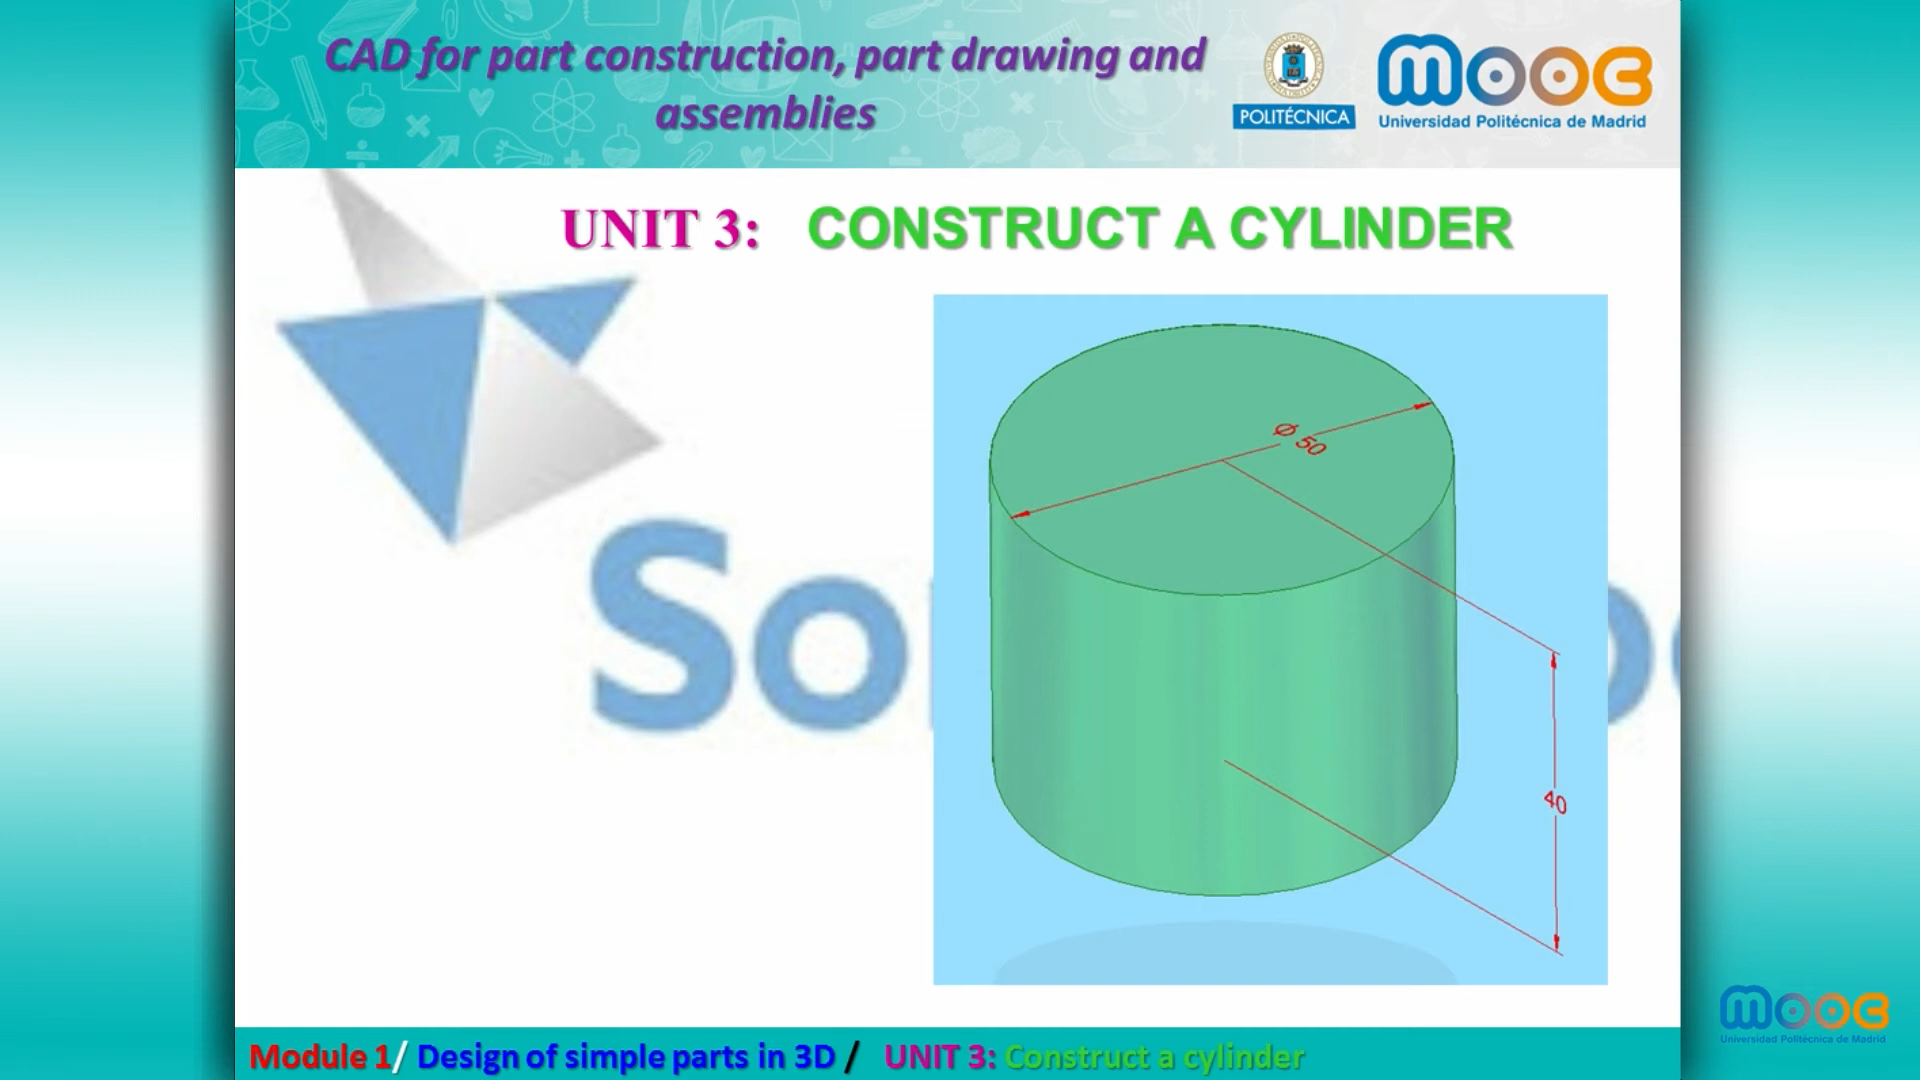 CAD for part construction, part drawing and
assemblies
POLITÉCNICA
mooc
Universidad Politécnica de Madrid
UNIT 3: CONSTRUCT A CYLINDER
Ø 50
So
40
Module 1/ Design of simple parts in 3D / UNIT 3: Construct a cylinder
mooc
Universidad Politécnica de Madrid